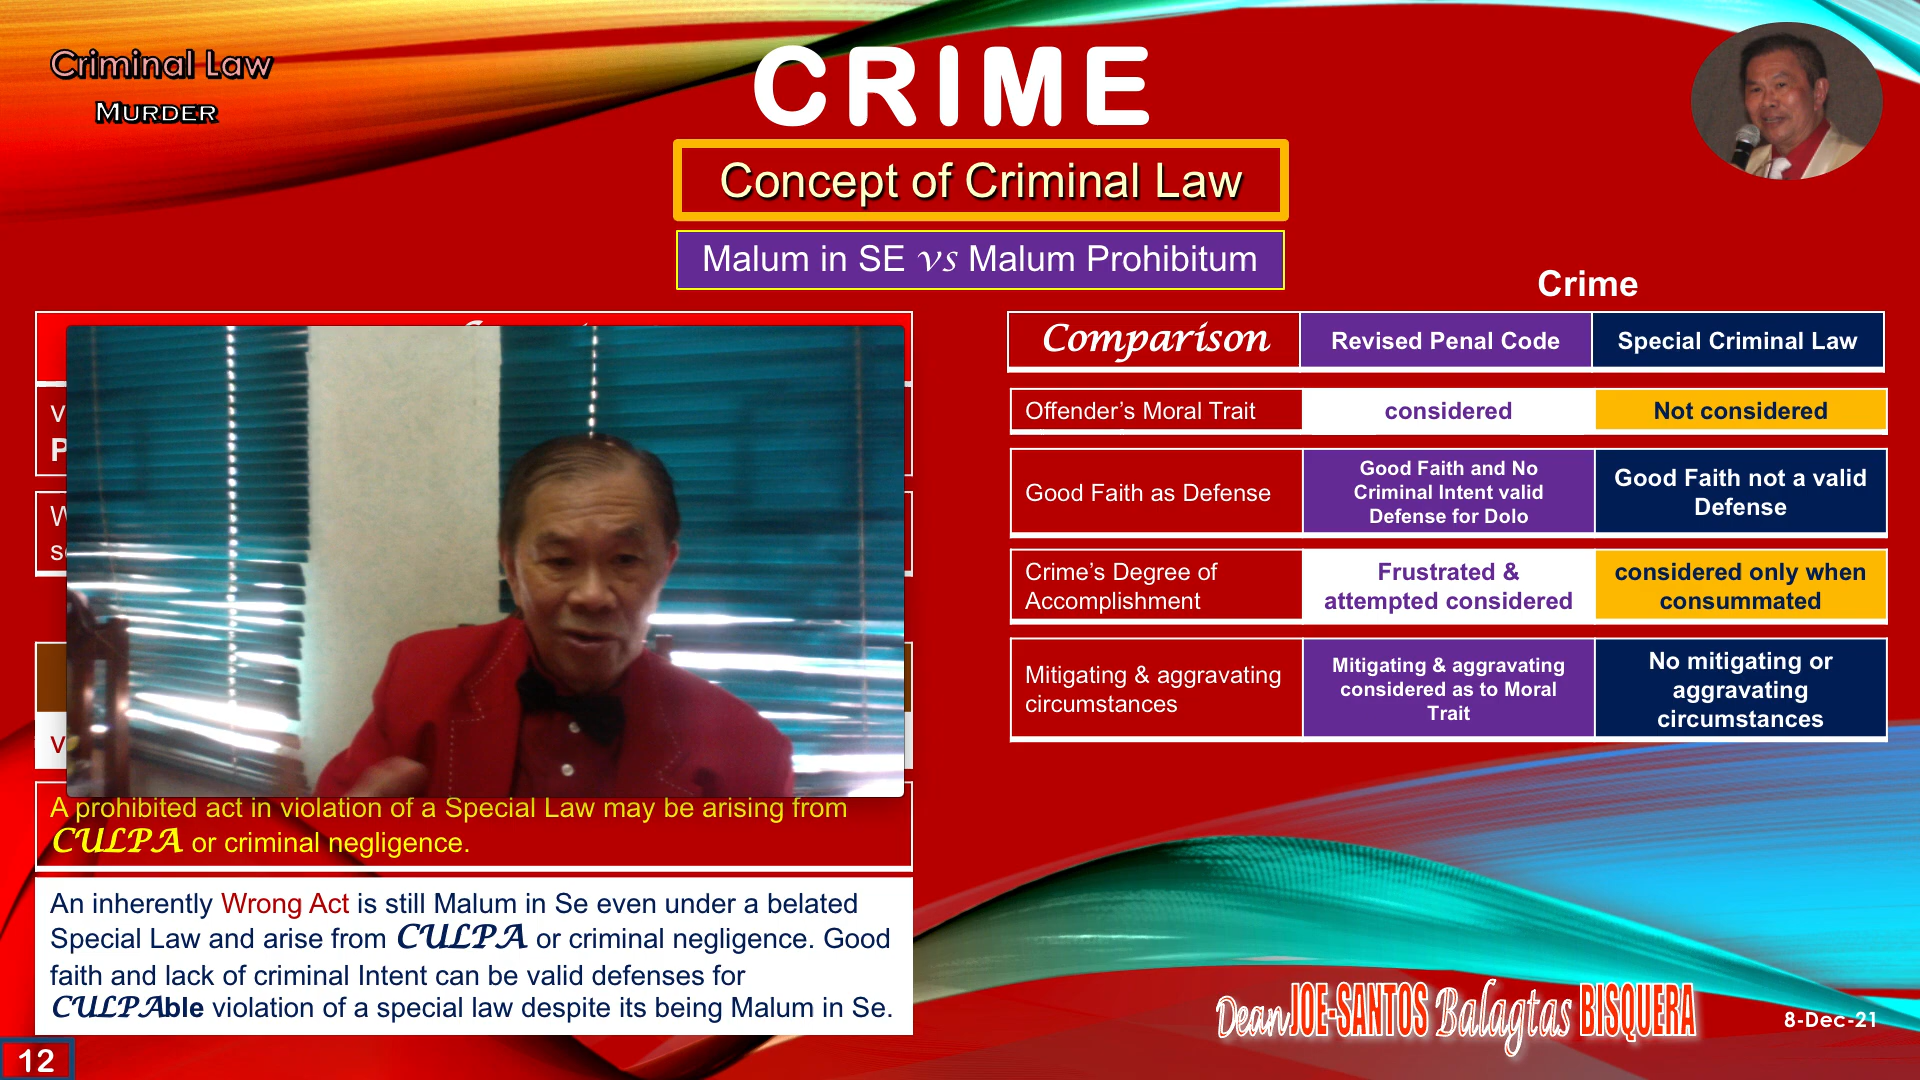 Criminal Law
MURDER
CRIME
Concept of Criminal Law
Malum in SE vs Malum Prohibitum
A prohibited act in violation of a Special Law may be arising from
CULPA or criminal negligence.
An inherently Wrong Act is still Malum in Se even under a belated
Special Law and arise from CULPA or criminal negligence. Good
faith and lack of criminal Intent can be valid defenses for
CULPAble violation of a special law despite its being Malum in Se.
12
Crime
Comparison Revised Penal Code Special Criminal Law
Offender's Moral Trait considered Not considered
Good Faith as Defense
Good Faith and No
Criminal Intent valid
Defense for Dolo
Good Faith not a valid
Defense
Crime's Degree of
Accomplishment
Frustrated &
attempted considered
considered only when
consummated
Mitigating & aggravating
circumstances
Mitigating & aggravating
considered as to Moral
Trait
No mitigating or
aggravating
circumstances
Dean JOE-SANTOS Balagtas BISQUERA
8-Dec-21